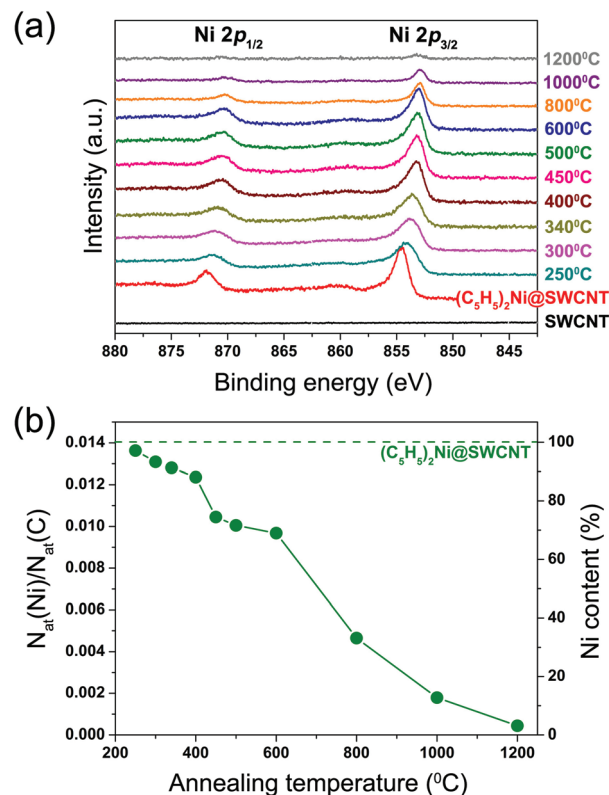 (a)
Ni 2p1/2 Ni 2p3/2
1200⁰C
1000⁰C
800⁰C
600⁰C
500⁰C
450⁰C
400⁰C
340⁰C
300⁰C
250⁰C
(C5H5)2Ni@SWCNT
SWCNT
Intensity (a.u.)
880 875 870 865 860 855 850 845
Binding energy (eV)
(b)
0.014
0.012
0.010
0.008
0.006
0.004
0.002
0.000
Nat(Ni)/Nat(C)
(C5H5)2Ni@SWCNT
100
80
60
40
20
0
Ni content (%)
200 400 600 800 1000 1200
Annealing temperature (⁰C)